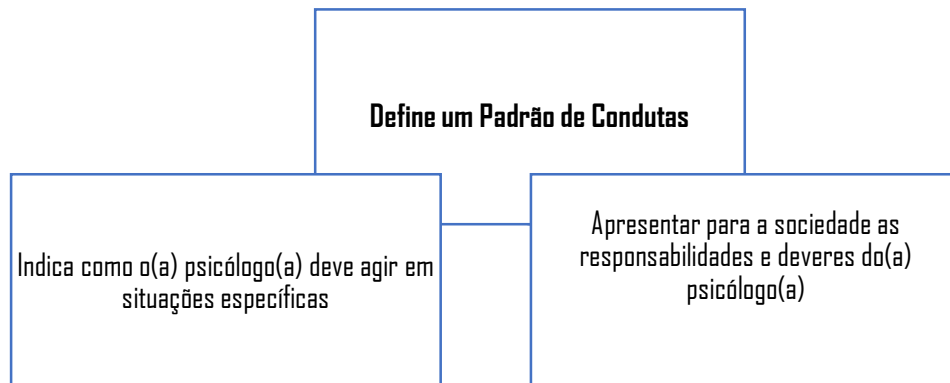 Define um Padrão de Condutas
Indica como o(a) psicólogo(a) deve agir em
situações específicas
Apresentar para a sociedade as
responsabilidades e deveres do(a)
psicólogo(a)